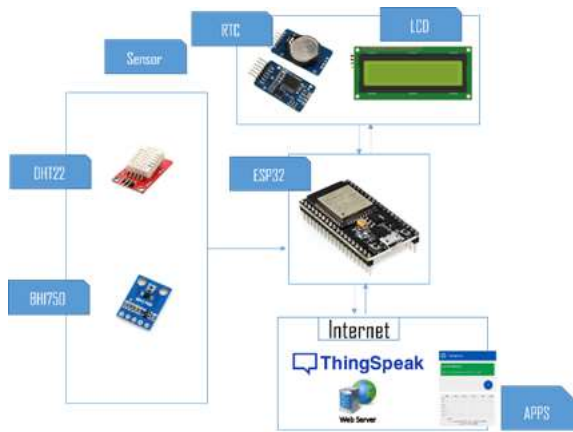 RTC
LCD
Sensor
DHT22
ESP32
BH1750
Internet
ThingSpeak
Web Server
APPS